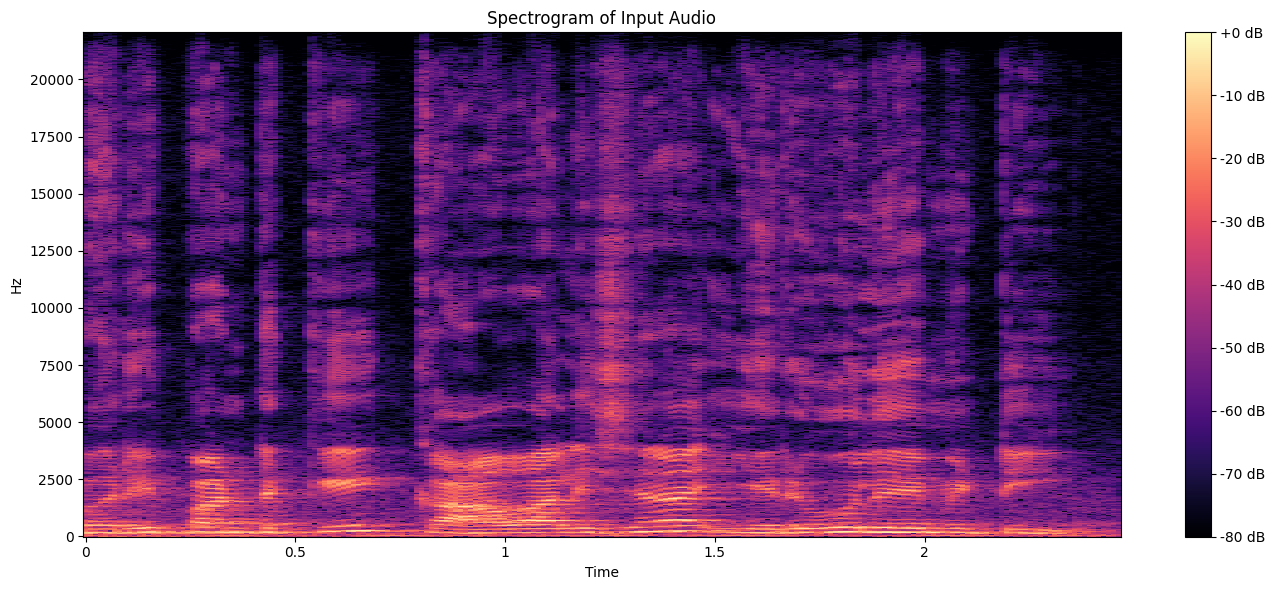 Spectrogram of Input Audio
+0 dB
-10 dB
-20 dB
-30 dB
-40 dB
-50 dB
-60 dB
-70 dB
-80 dB
20000
17500
15000
12500
10000
7500
5000
2500
0
Hz
0 0.5 1 1.5 2
Time